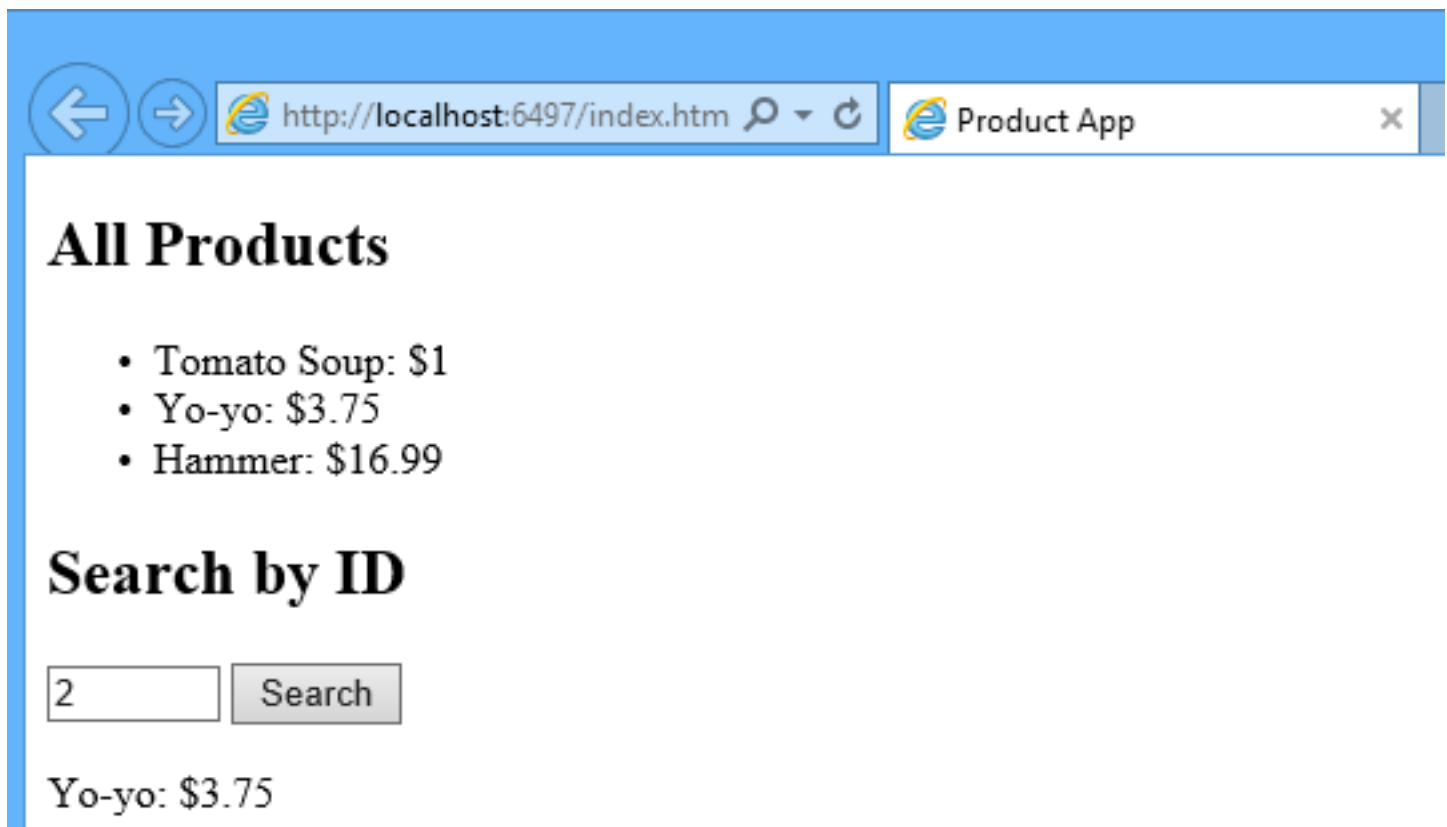 http://localhost:6497/index.htm
Product App
All Products
• Tomato Soup: $1
• Yo-yo: $3.75
• Hammer: $16.99
Search by ID
2
Search
Yo-yo: $3.75